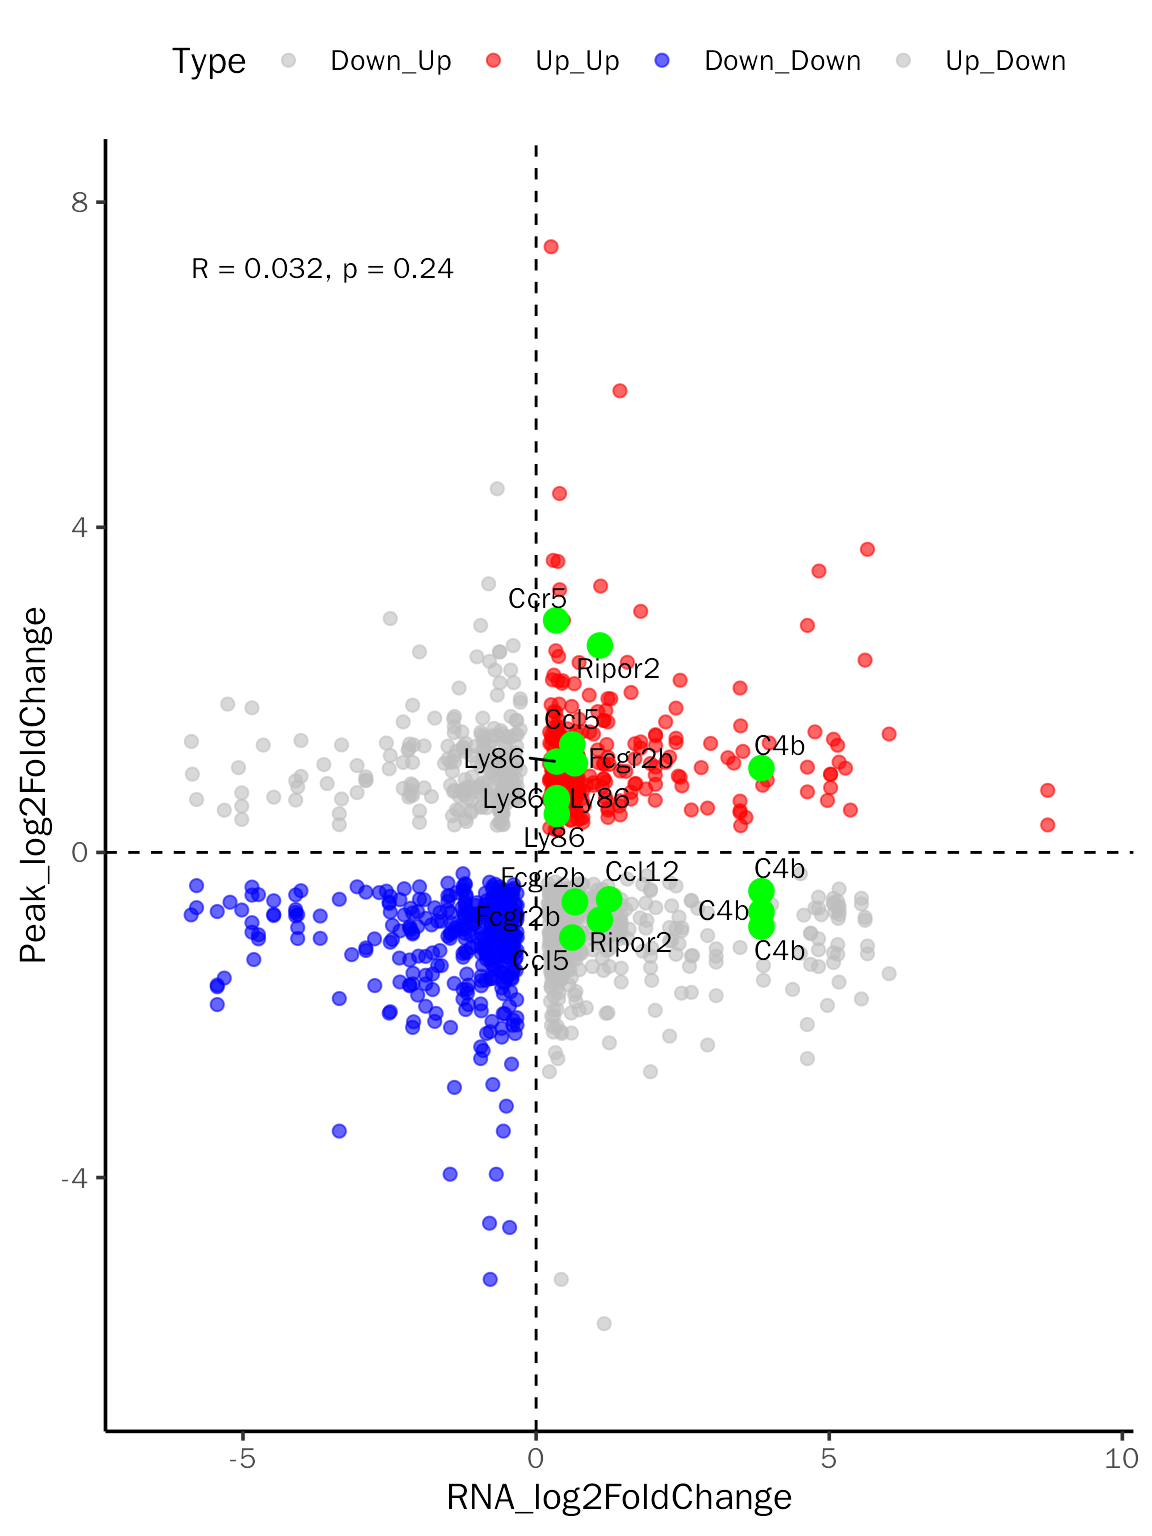 Type Down_Up Up_Up Down_Down Up_Down
8
R = 0.032, p = 0.24
4
Ccr5
Ripor2
Ccl5
C4b
Ly86 Fcgr2b
Ly86 Ly86
Ly86
0
C4b
Ccl12
Fcgr2b
C4b
Fcgr2b
Ripor2
C4b
Ccl5
-4
-5 0 5 10
RNA_log2FoldChange
Peak_log2FoldChange